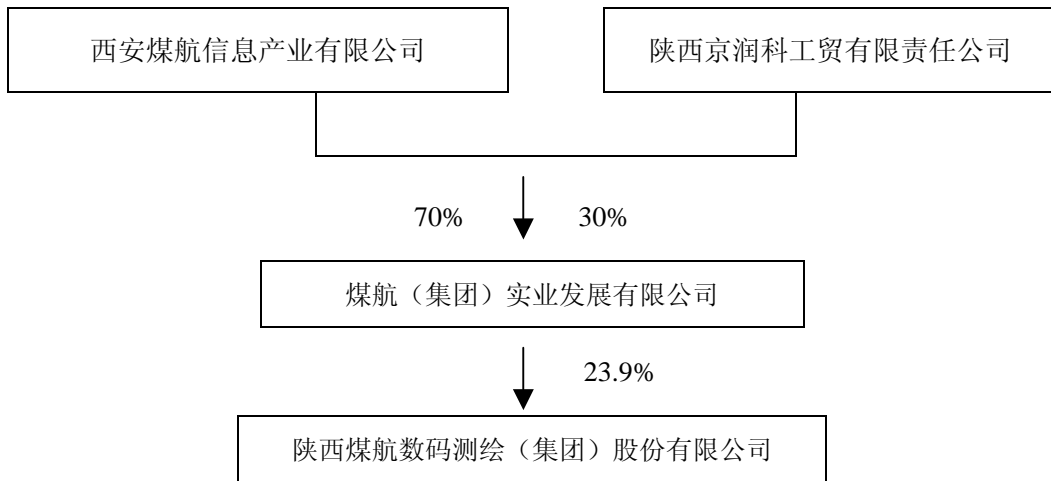 西安煤航信息产业有限公司
陕西京润科工贸有限责任公司
70%
30%
煤航（集团）实业发展有限公司
23.9%
陕西煤航数码测绘（集团）股份有限公司